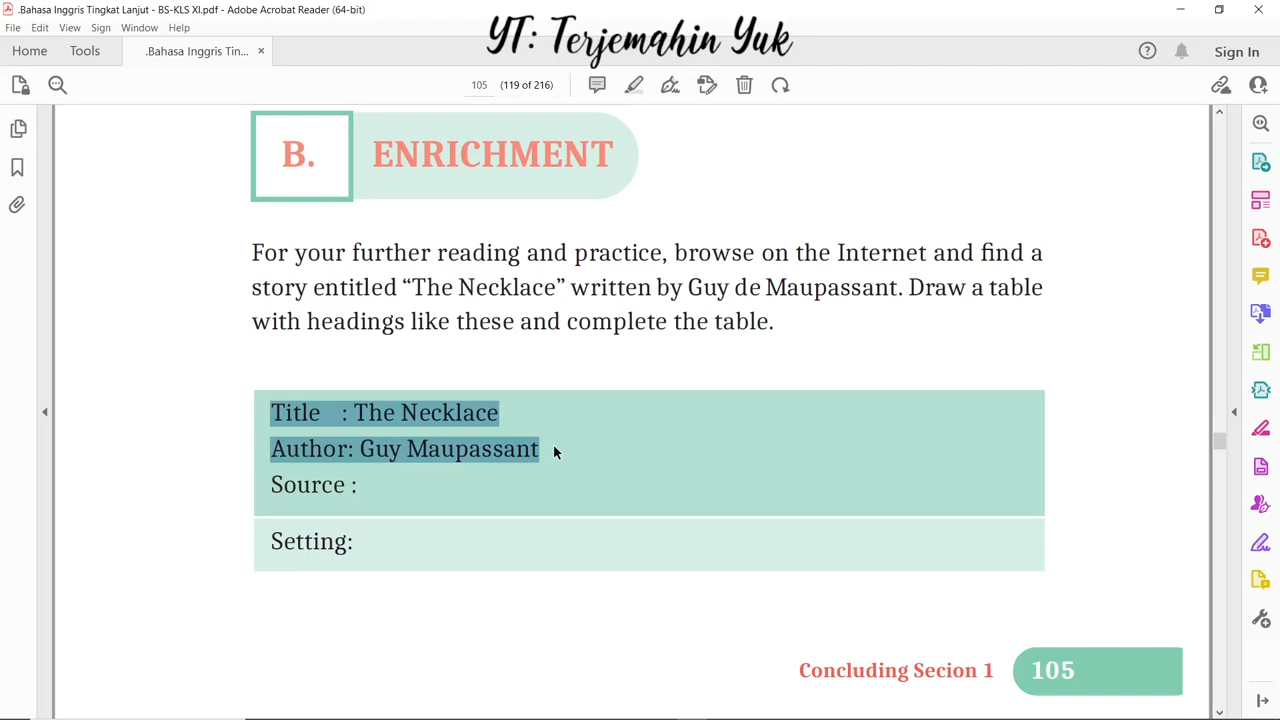 .Bahasa Inggris Tingkat Lanjut - BS-KLS XI.pdf - Adobe Acrobat Reader (64-bit)
YT: Terjemahin Yuk
File Edit View Sign Window Help
Home Tools .Bahasa Inggris Tin... × Sign In
105 (119 of 216)
B. ENRICHMENT
For your further reading and practice, browse on the Internet and find a
story entitled “The Necklace” written by Guy de Maupassant. Draw a table
with headings like these and complete the table.
Title : The Necklace
Author: Guy Maupassant
Source :
Setting:
Concluding Secion 1 105